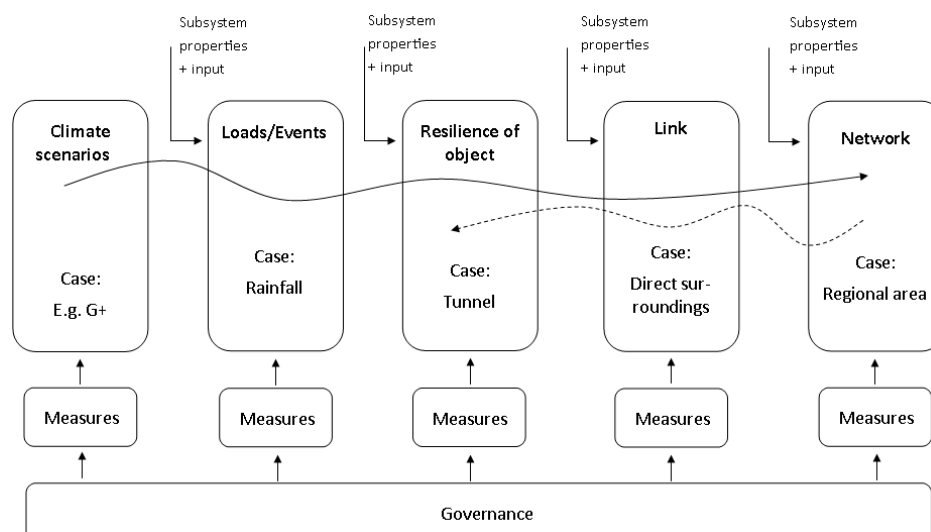 Subsystem
properties
+ input
Subsystem
properties
+ input
Subsystem
properties
+ input
Subsystem
properties
+ input
Climate
scenarios
Case:
E.g. G+
Loads/Events
Case:
Rainfall
Resilience of
object
Case:
Tunnel
Link
Case:
Direct sur-
roundings
Network
Case:
Regional area
Measures
Measures
Measures
Measures
Measures
Governance